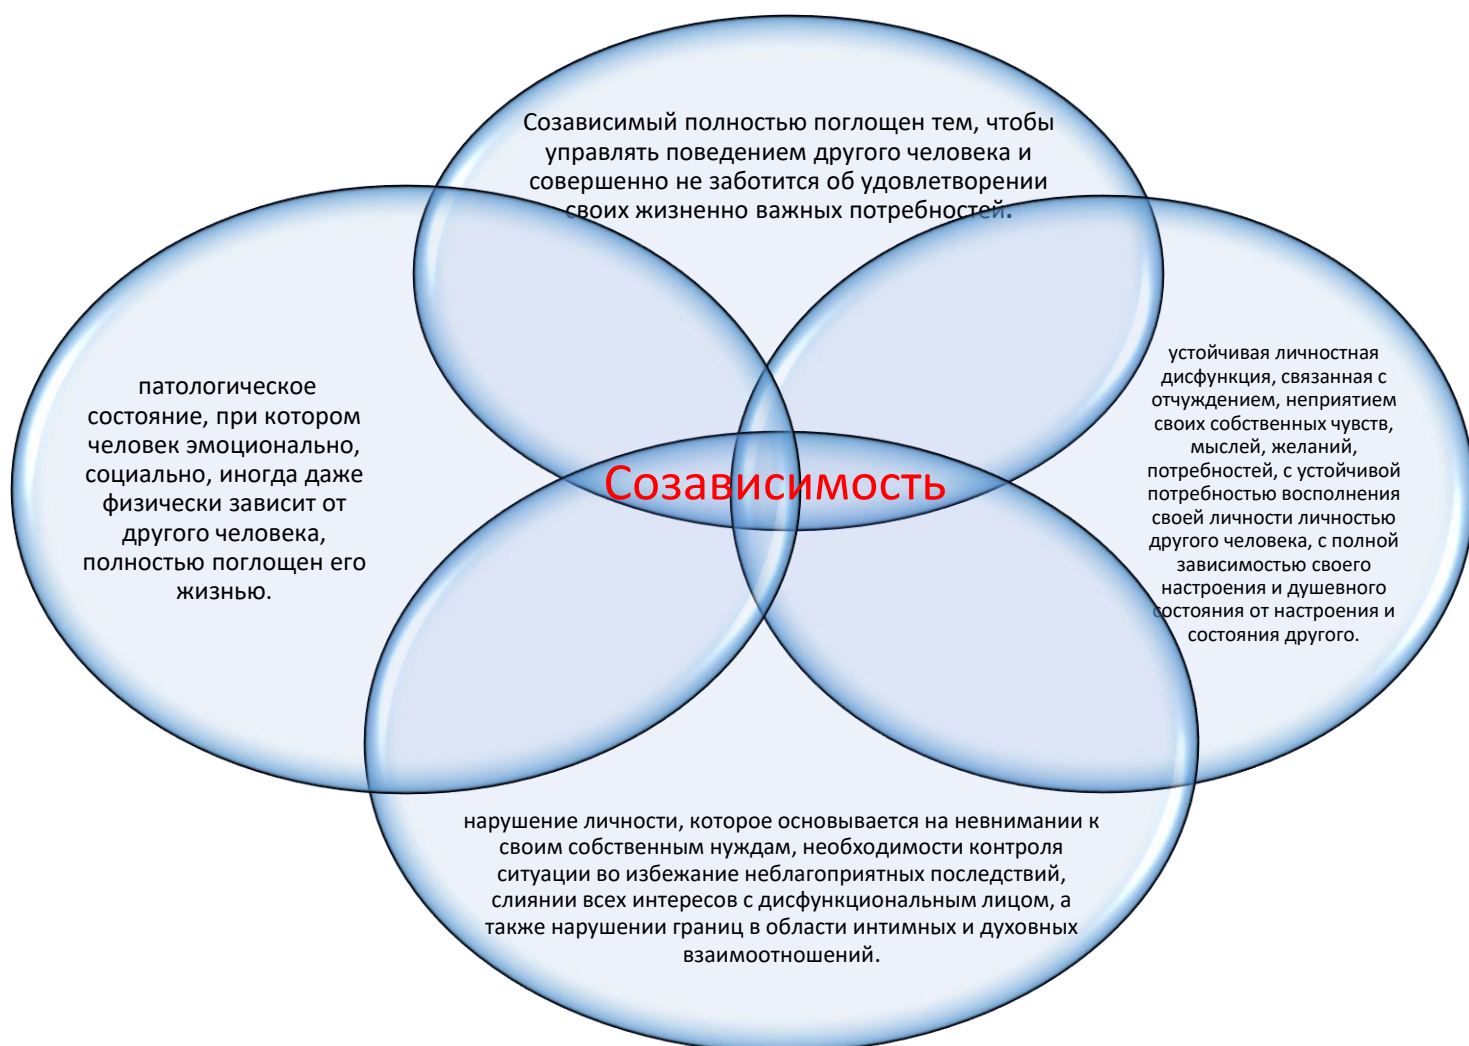 Созависимый полностью поглощен тем, чтобы
управлять поведением другого человека и
совершенно не заботится об удовлетворении
своих жизненно важных потребностей.
патологическое
состояние, при котором
человек эмоционально,
социально, иногда даже
физически зависит от
другого человека,
полностью поглощен его
жизнью.
Созависимость
устойчивая личностная
дисфункция, связанная с
отчуждением, неприятием
своих собственных чувств,
мыслей, желаний,
потребностей, с устойчивой
потребностью восполнения
своей личности личностью
другого человека, с полной
зависимостью своего
настроения и душевного
состояния от настроения и
состояния другого.
нарушение личности, которое основывается на невнимании к
своим собственным нуждам, необходимости контроля
ситуации во избежание неблагоприятных последствий,
слиянии всех интересов с дисфункциональным лицом, а
также нарушении границ в области интимных и духовных
взаимоотношений.